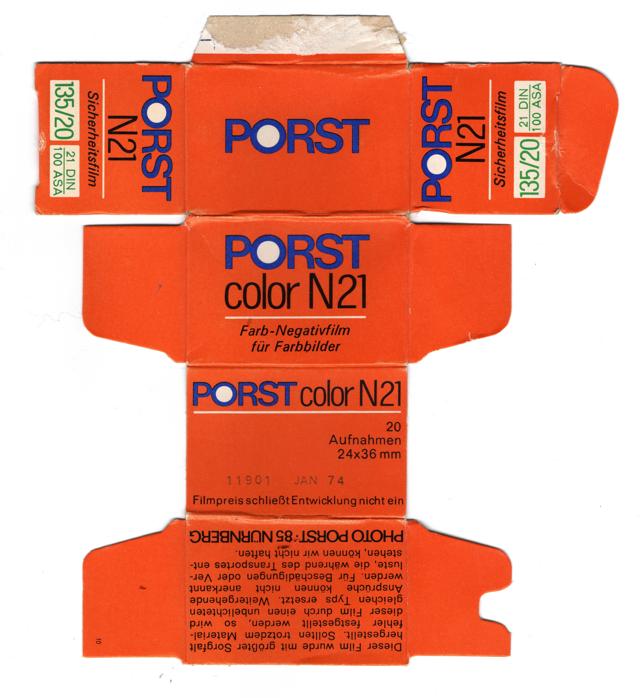 PORST
N21
Sicherheitsfilm
135/20
21 DIN
100 ASA
PORST
PORST
N21
Sicherheitsfilm
135/20
21 DIN
100 ASA
PORST
color N21
Farb-Negativfilm
für Farbbilder
PORST color N21
20
Aufnahmen
24x36 mm
11901 JAN 74
Filmpreis schließt Entwicklung nicht ein
Dieser Film wurde mit größter Sorgfalt
hergestellt. Sollten trotzdem Material-
fehler festgestellt werden, so wird
dieser Film durch einen unbelichteten
gleichen Typs ersetzt. Weitergehende
Ansprüche können nicht anerkannt
werden. Für Beschädigungen oder Ver-
luste, die während des Transportes ent-
stehen, können wir nicht haften.
PHOTO PORST · 85 NÜRNBERG
10